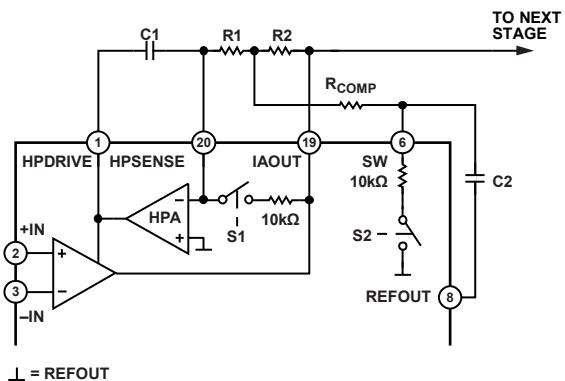 TO NEXT
STAGE
C1
R1
R2
RCOMP
1
20
19
6
HPDRIVE
HPSENSE
IAOUT
SW
10kΩ
C2
HPA
–
+
S1
10kΩ
S2
+IN
2
+
3
–
–IN
REFOUT
8
= REFOUT